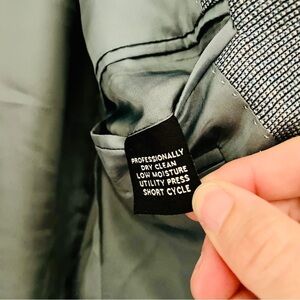 PROFESSIONALLY
DRY CLEAN
LOW MOISTURE
UTILITY PRESS
SHORT CYCLE